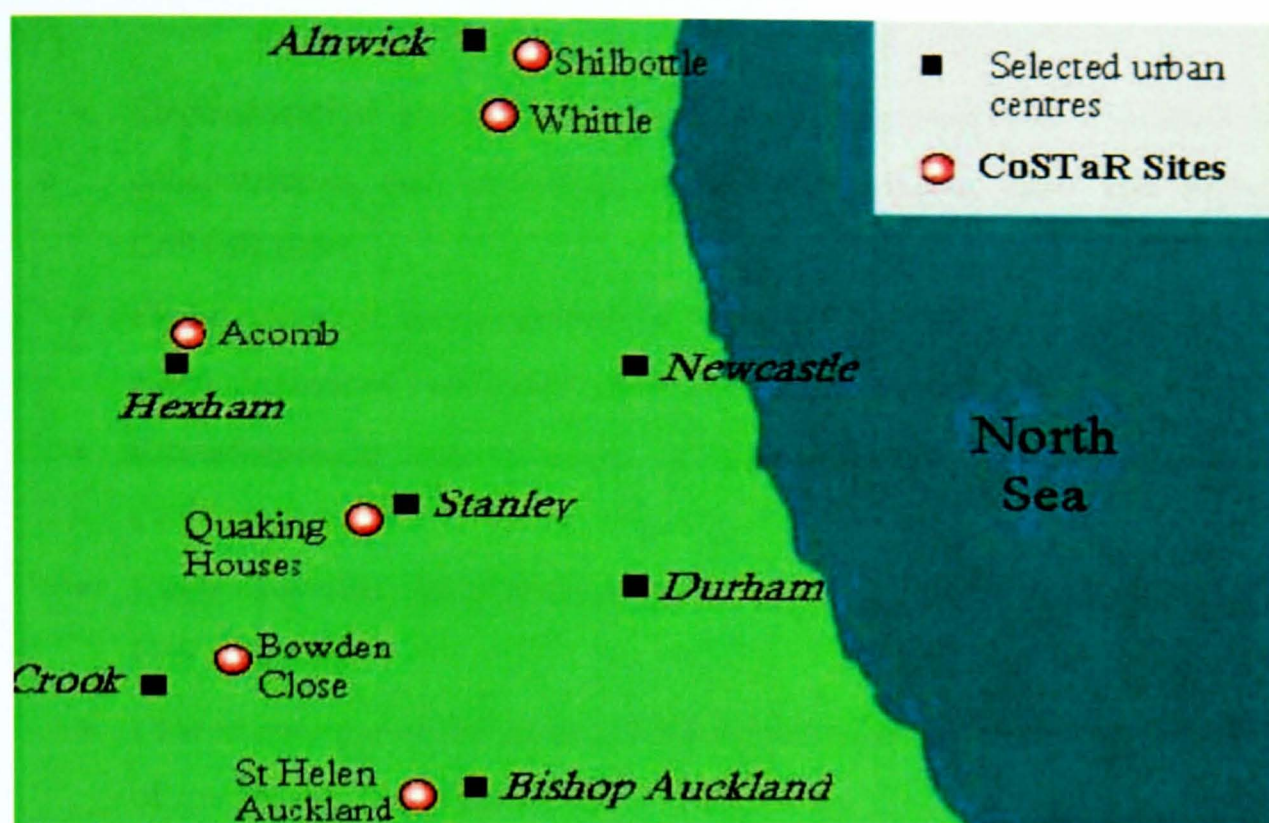 Alnwick
Shilbottle
Whittle
Selected urban
centres
CoSTaR Sites
Acomb
Hexham
Newcastle
North
Sea
Stanley
Quaking
Houses
Durham
Bowden
Close
Crook
St Helen
Auckland
Bishop Auckland